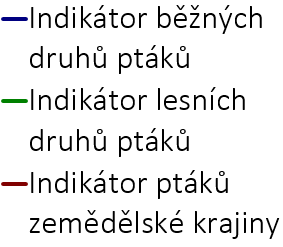 Indikátor běžných
druhů ptáků
Indikátor lesních
druhů ptáků
Indikátor ptáků
zemědělské krajiny